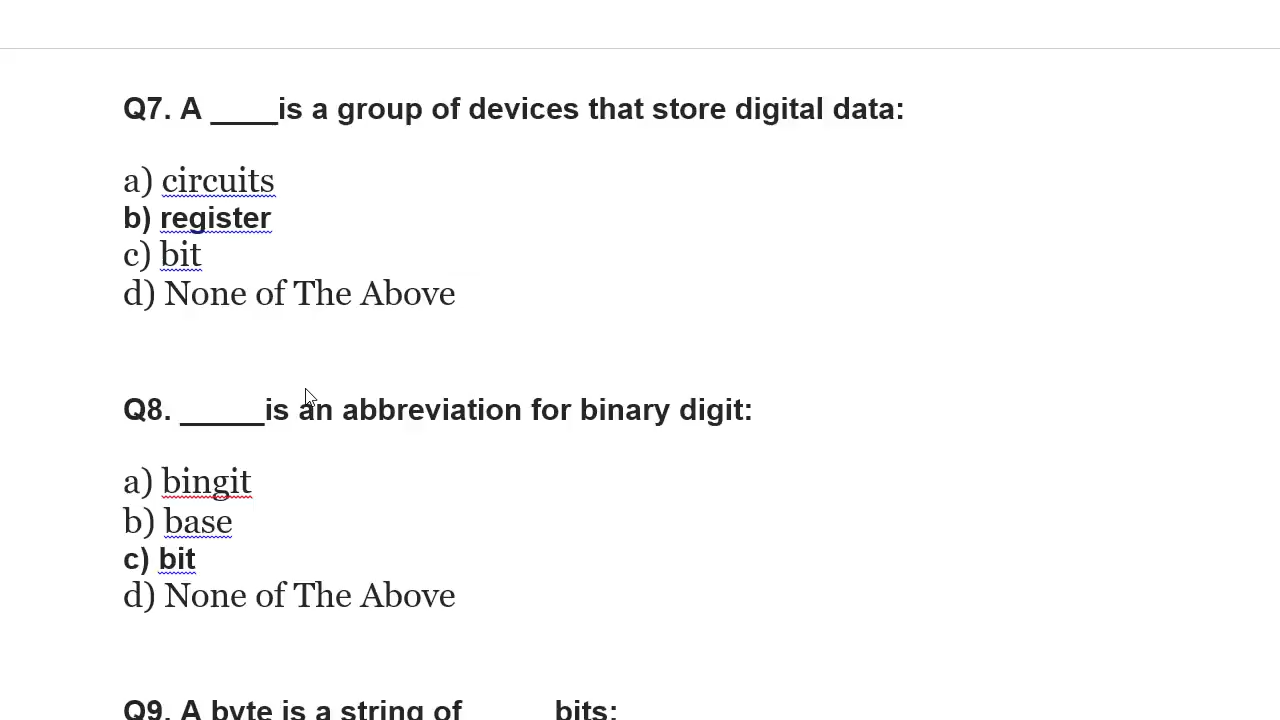 Q7. A ____is a group of devices that store digital data:
a) circuits
b) register
c) bit
d) None of The Above
Q8. _____is an abbreviation for binary digit:
a) bingit
b) base
c) bit
d) None of The Above
Q9. A byte is a string of _____ bits: